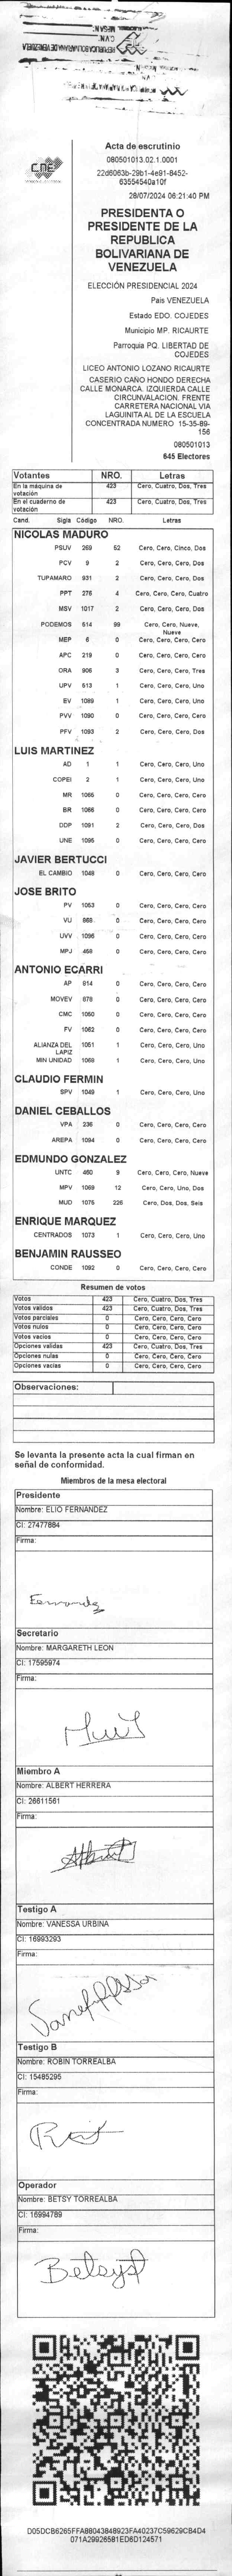 REPUBLICA BOLIVARIANA DE VENEZUELA
C.N.E.
MESA Nº
CNE
Acta de escrutinio
080501013.02.1.0001
22d6063b-29b1-4e91-8452-
63554540a10f
28/07/2024 06:21:40 PM
PRESIDENTA O
PRESIDENTE DE LA
REPUBLICA
BOLIVARIANA DE
VENEZUELA
ELECCIÓN PRESIDENCIAL 2024
Pais VENEZUELA
Estado EDO. COJEDES
Municipio MP. RICAURTE
Parroquia PQ. LIBERTAD DE
COJEDES
LICEO ANTONIO LOZANO RICAURTE
CASERIO CAÑO HONDO DERECHA
CALLE MONARCA. IZQUIERDA CALLE
CIRCUNVALACION. FRENTE
CARRETERA NACIONAL VIA
LAGUNITA AL DE LA ESCUELA
CONCENTRADA NUMERO 15-35-89-
156
080501013
645 Electores
Votantes NRO. Letras
En la máquina de votación 423 Cero, Cuatro, Dos, Tres
En el cuaderno de votación 423 Cero, Cuatro, Dos, Tres
Cand. Sigla Código NRO. Letras
NICOLAS MADURO
PSUV 269 52 Cero, Cero, Cinco, Dos
PCV 9 2 Cero, Cero, Cero, Dos
TUPAMARO 931 2 Cero, Cero, Cero, Dos
PPT 276 4 Cero, Cero, Cero, Cuatro
MSV 1017 2 Cero, Cero, Cero, Dos
PODEMOS 514 99 Cero, Cero, Nueve, Nueve
MEP 6 0 Cero, Cero, Cero, Cero
APC 219 0 Cero, Cero, Cero, Cero
ORA 906 3 Cero, Cero, Cero, Tres
UPV 513 1 Cero, Cero, Cero, Uno
EV 1089 1 Cero, Cero, Cero, Uno
PVV 1090 0 Cero, Cero, Cero, Cero
PFV 1093 2 Cero, Cero, Cero, Dos
LUIS MARTINEZ
AD 1 1 Cero, Cero, Cero, Uno
COPEI 2 1 Cero, Cero, Cero, Uno
MR 1065 0 Cero, Cero, Cero, Cero
BR 1066 0 Cero, Cero, Cero, Cero
DDP 1091 2 Cero, Cero, Cero, Dos
UNE 1095 0 Cero, Cero, Cero, Cero
JAVIER BERTUCCI
EL CAMBIO 1048 0 Cero, Cero, Cero, Cero
JOSE BRITO
PV 1053 0 Cero, Cero, Cero, Cero
VU 868 0 Cero, Cero, Cero, Cero
UVV 1096 0 Cero, Cero, Cero, Cero
MPJ 458 0 Cero, Cero, Cero, Cero
ANTONIO ECARRI
AP 814 0 Cero, Cero, Cero, Cero
MOVEV 678 0 Cero, Cero, Cero, Cero
CMC 1050 0 Cero, Cero, Cero, Cero
FV 1062 0 Cero, Cero, Cero, Cero
ALIANZA DEL LAPIZ 1051 1 Cero, Cero, Cero, Uno
MIN UNIDAD 1068 1 Cero, Cero, Cero, Uno
CLAUDIO FERMIN
SPV 1049 1 Cero, Cero, Cero, Uno
DANIEL CEBALLOS
VPA 236 0 Cero, Cero, Cero, Cero
AREPA 1094 0 Cero, Cero, Cero, Cero
EDMUNDO GONZALEZ
UNTC 460 9 Cero, Cero, Cero, Nueve
MPV 1069 12 Cero, Cero, Uno, Dos
MUD 1075 226 Cero, Dos, Dos, Seis
ENRIQUE MARQUEZ
CENTRADOS 1073 1 Cero, Cero, Cero, Uno
BENJAMIN RAUSSEO
CONDE 1092 0 Cero, Cero, Cero, Cero
Resumen de votos
Votos 423 Cero, Cuatro, Dos, Tres
Votos válidos 423 Cero, Cuatro, Dos, Tres
Votos parciales 0 Cero, Cero, Cero, Cero
Votos nulos 0 Cero, Cero, Cero, Cero
Votos vacios 0 Cero, Cero, Cero, Cero
Opciones validas 423 Cero, Cuatro, Dos, Tres
Opciones nulas 0 Cero, Cero, Cero, Cero
Opciones vacias 0 Cero, Cero, Cero, Cero
Observaciones:
Se levanta la presente acta la cual firman en
señal de conformidad.
Miembros de la mesa electoral
Presidente
Nombre: ELIO FERNANDEZ
CI: 27477884
Firma:
Fernandez
Secretario
Nombre: MARGARETH LEON
CI: 17595974
Firma:
Miembro A
Nombre: ALBERT HERRERA
CI: 26611561
Firma:
Albert
Testigo A
Nombre: VANESSA URBINA
CI: 16993293
Firma:
Testigo B
Nombre: ROBIN TORREALBA
CI: 15485295
Firma:
Operador
Nombre: BETSY TORREALBA
CI: 16994789
Firma:
Betsy
D05DCB6265FFA88043848923FA40237C59629CB4D4
071A29926581ED6D124571